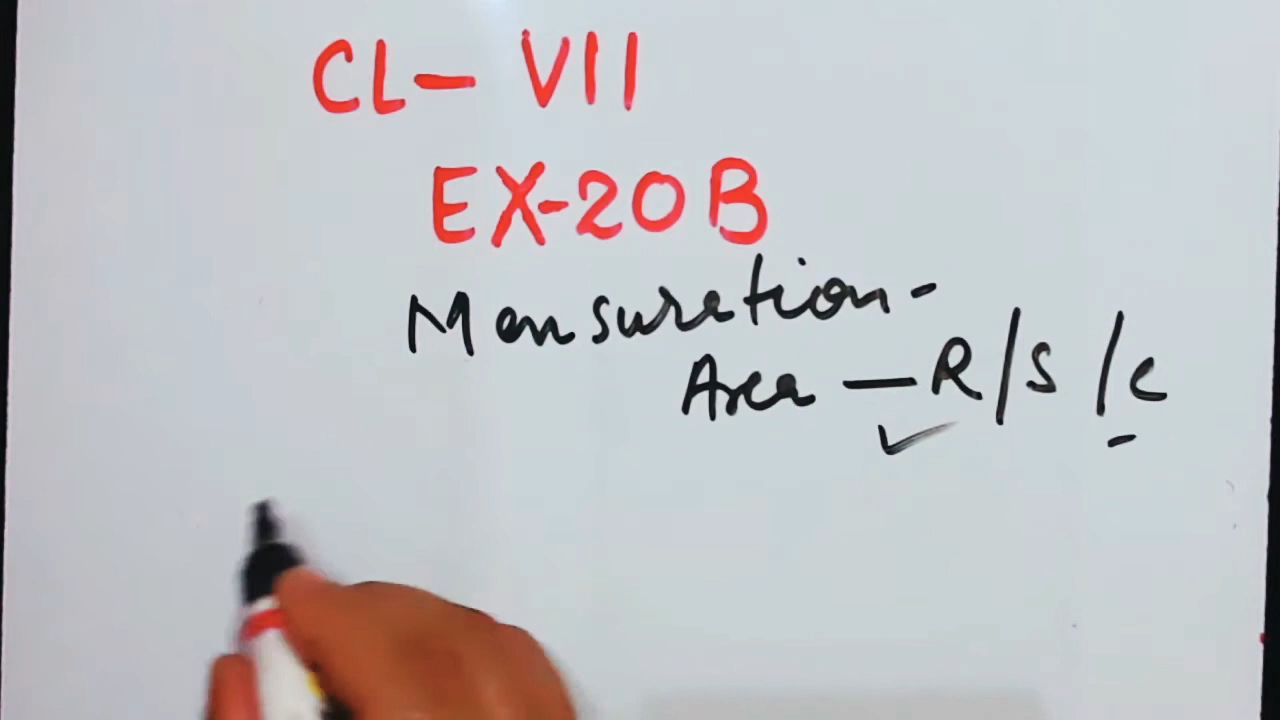 CL- VII
EX-20B
Mensuration-
Area - R/S/C